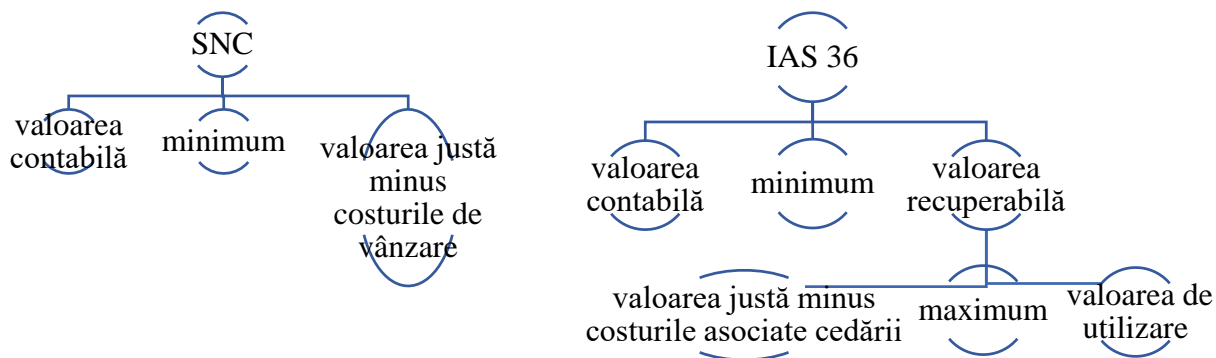 SNC
valoarea
contabilă
minimum
valoarea justă
minus
costurile de
vânzare
IAS 36
valoarea
contabilă
minimum
valoarea
recuperabilă
valoarea justă minus
costurile asociate cedării
maximum
valoarea de
utilizare